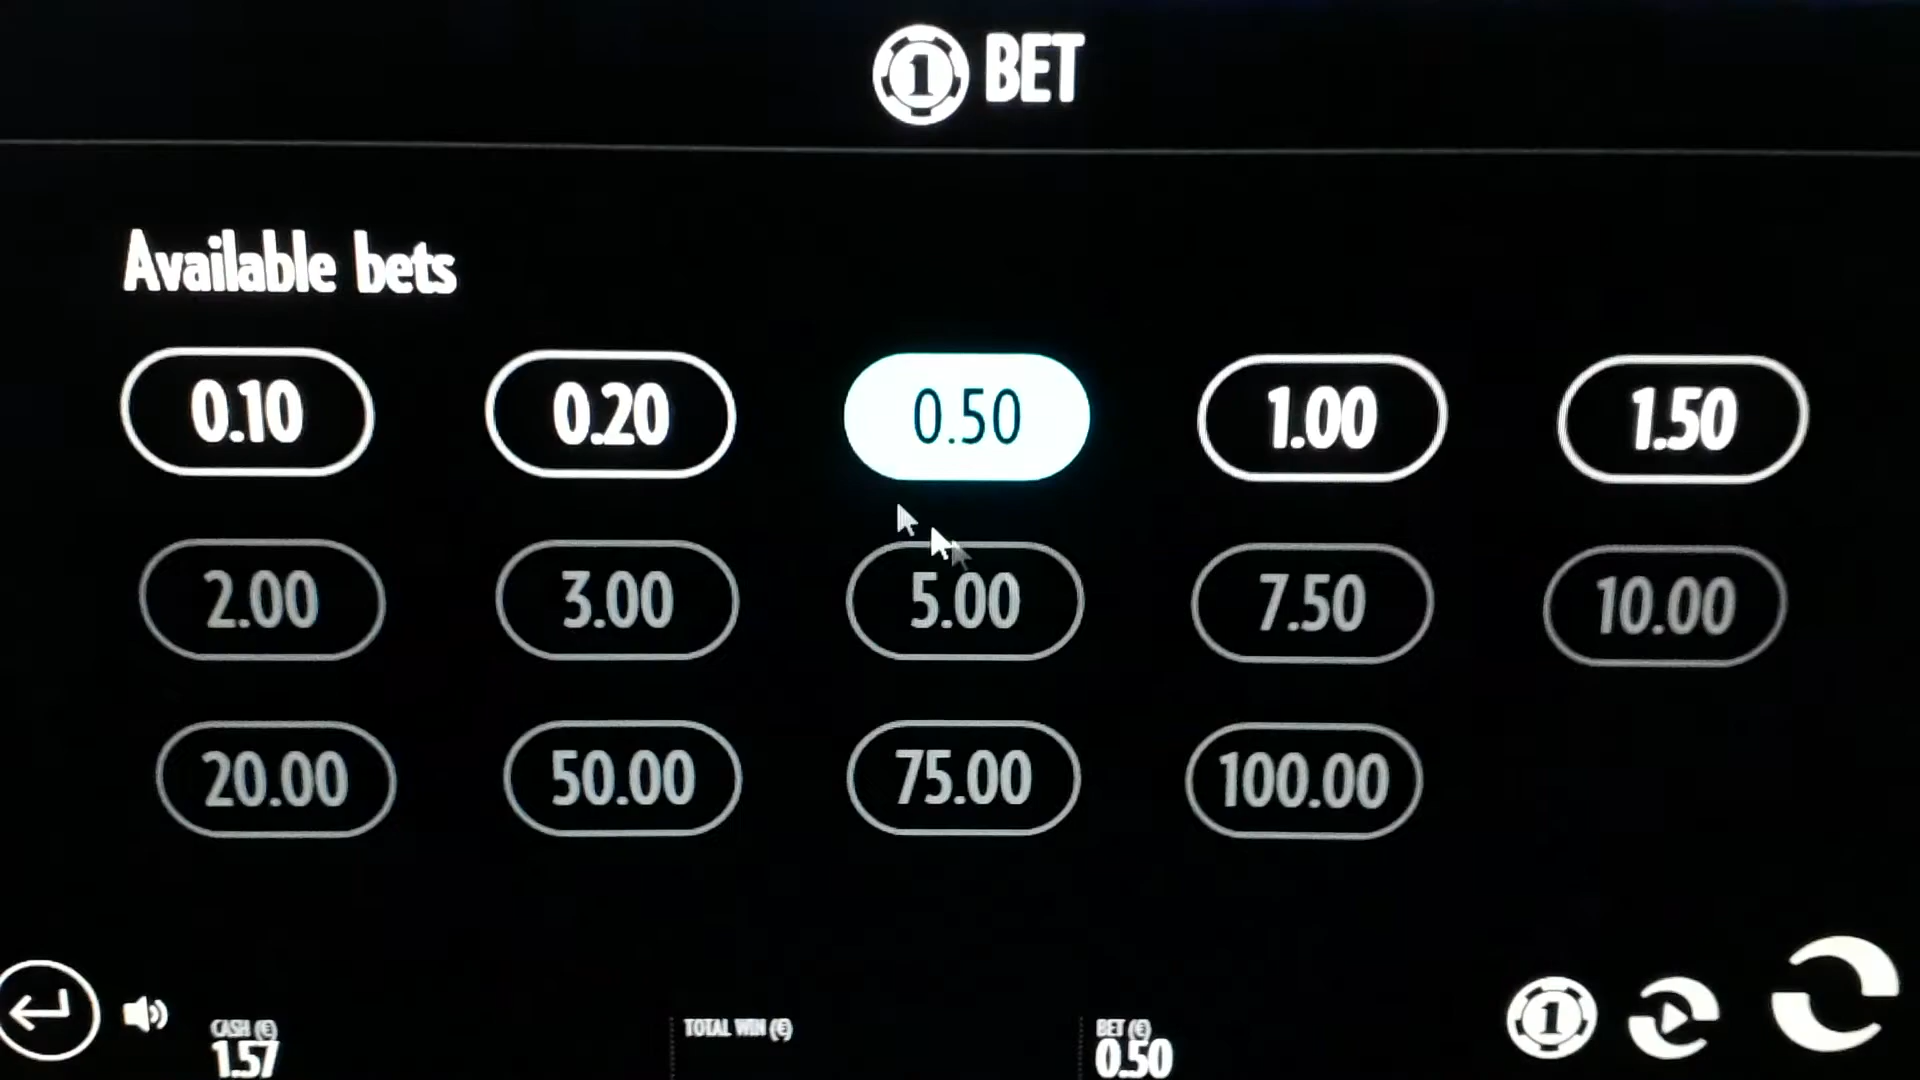 1 BET
Available bets
0.10 0.20 0.50 1.00 1.50
2.00 3.00 5.00 7.50 10.00
20.00 50.00 75.00 100.00
CASH (€) TOTAL WIN (€) BET (€)
1.57 0.50
1